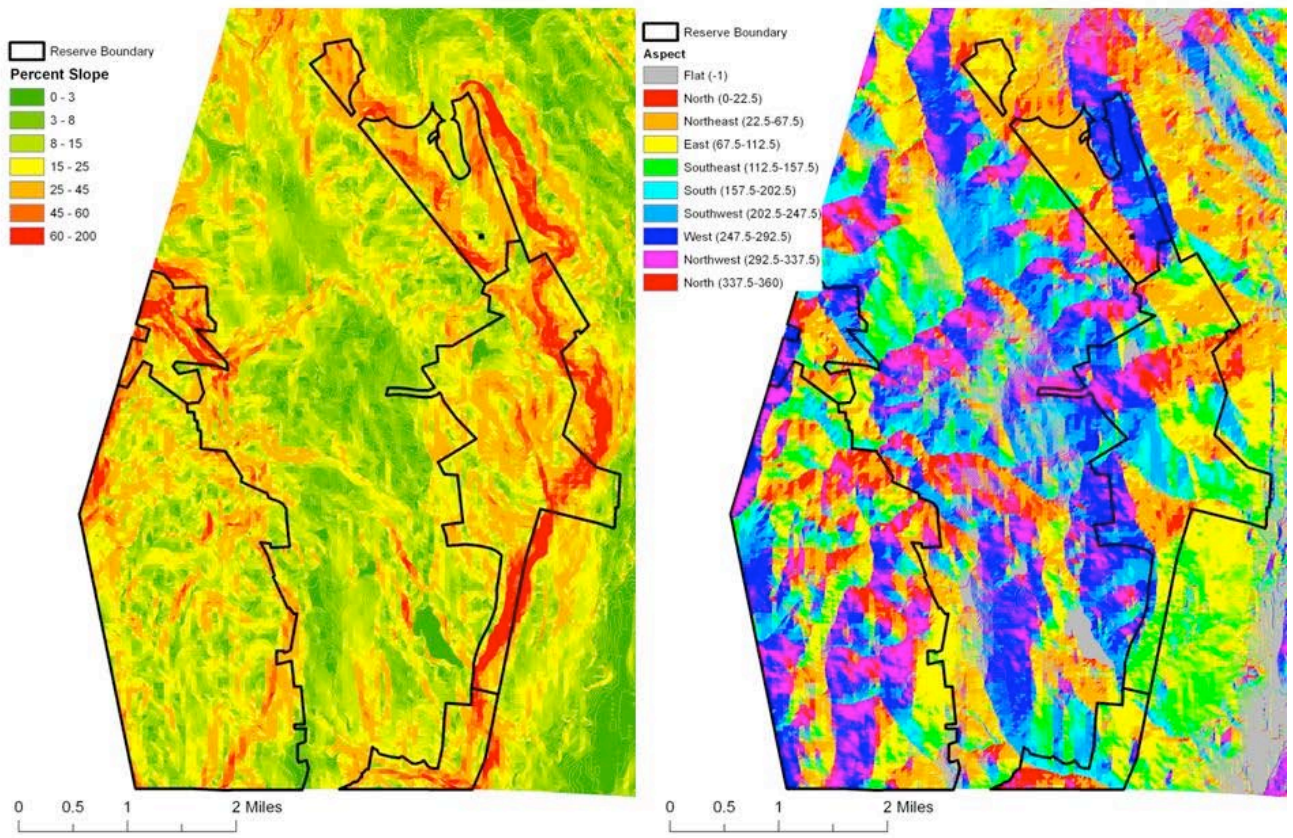 Reserve Boundary
Percent Slope
0 - 3
3 - 8
8 - 15
15 - 25
25 - 45
45 - 60
60 - 200
0 0.5 1 2 Miles
Reserve Boundary
Aspect
Flat (-1)
North (0-22.5)
Northeast (22.5-67.5)
East (67.5-112.5)
Southeast (112.5-157.5)
South (157.5-202.5)
Southwest (202.5-247.5)
West (247.5-292.5)
Northwest (292.5-337.5)
North (337.5-360)
0 0.5 1 2 Miles